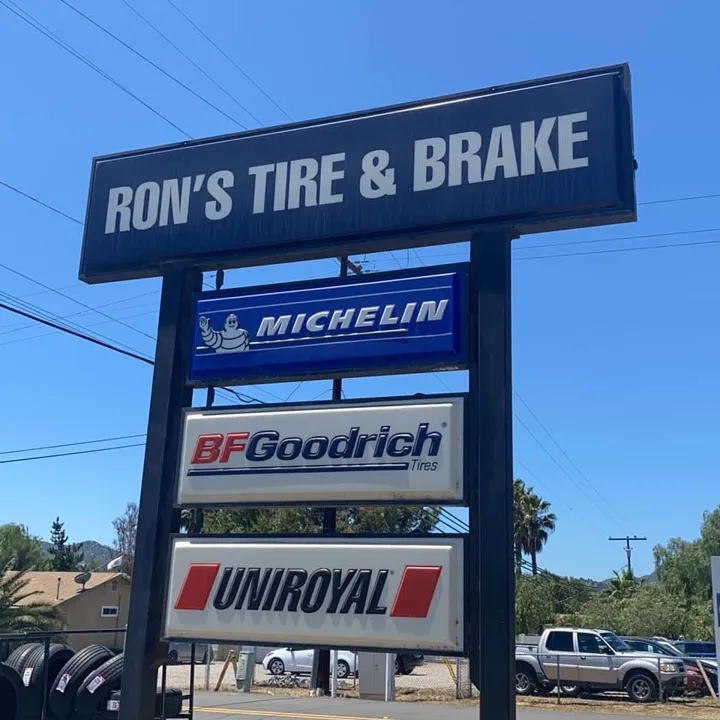 RON'S TIRE & BRAKE
MICHELIN
BFGoodrich®
Tires
UNIROYAL®